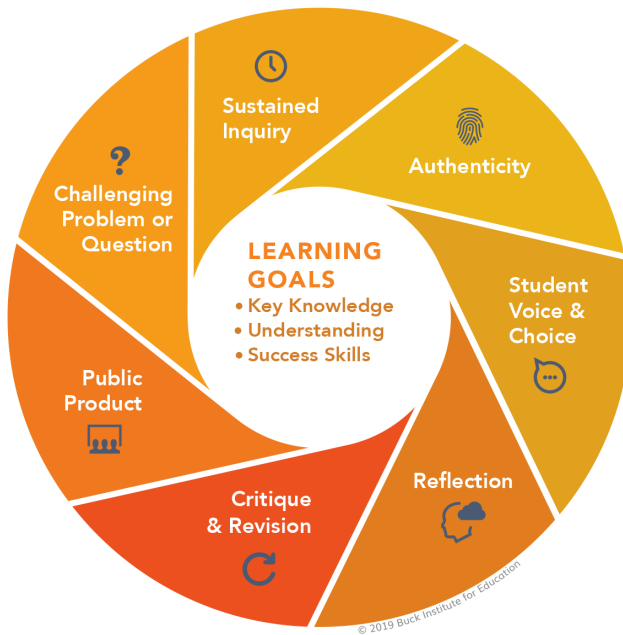 Sustained
Inquiry
Authenticity
Student
Voice &
Choice
Reflection
Critique
& Revision
Public
Product
?
Challenging
Problem or
Question
LEARNING
GOALS
• Key Knowledge
• Understanding
• Success Skills
© 2019 Buck Institute for Education